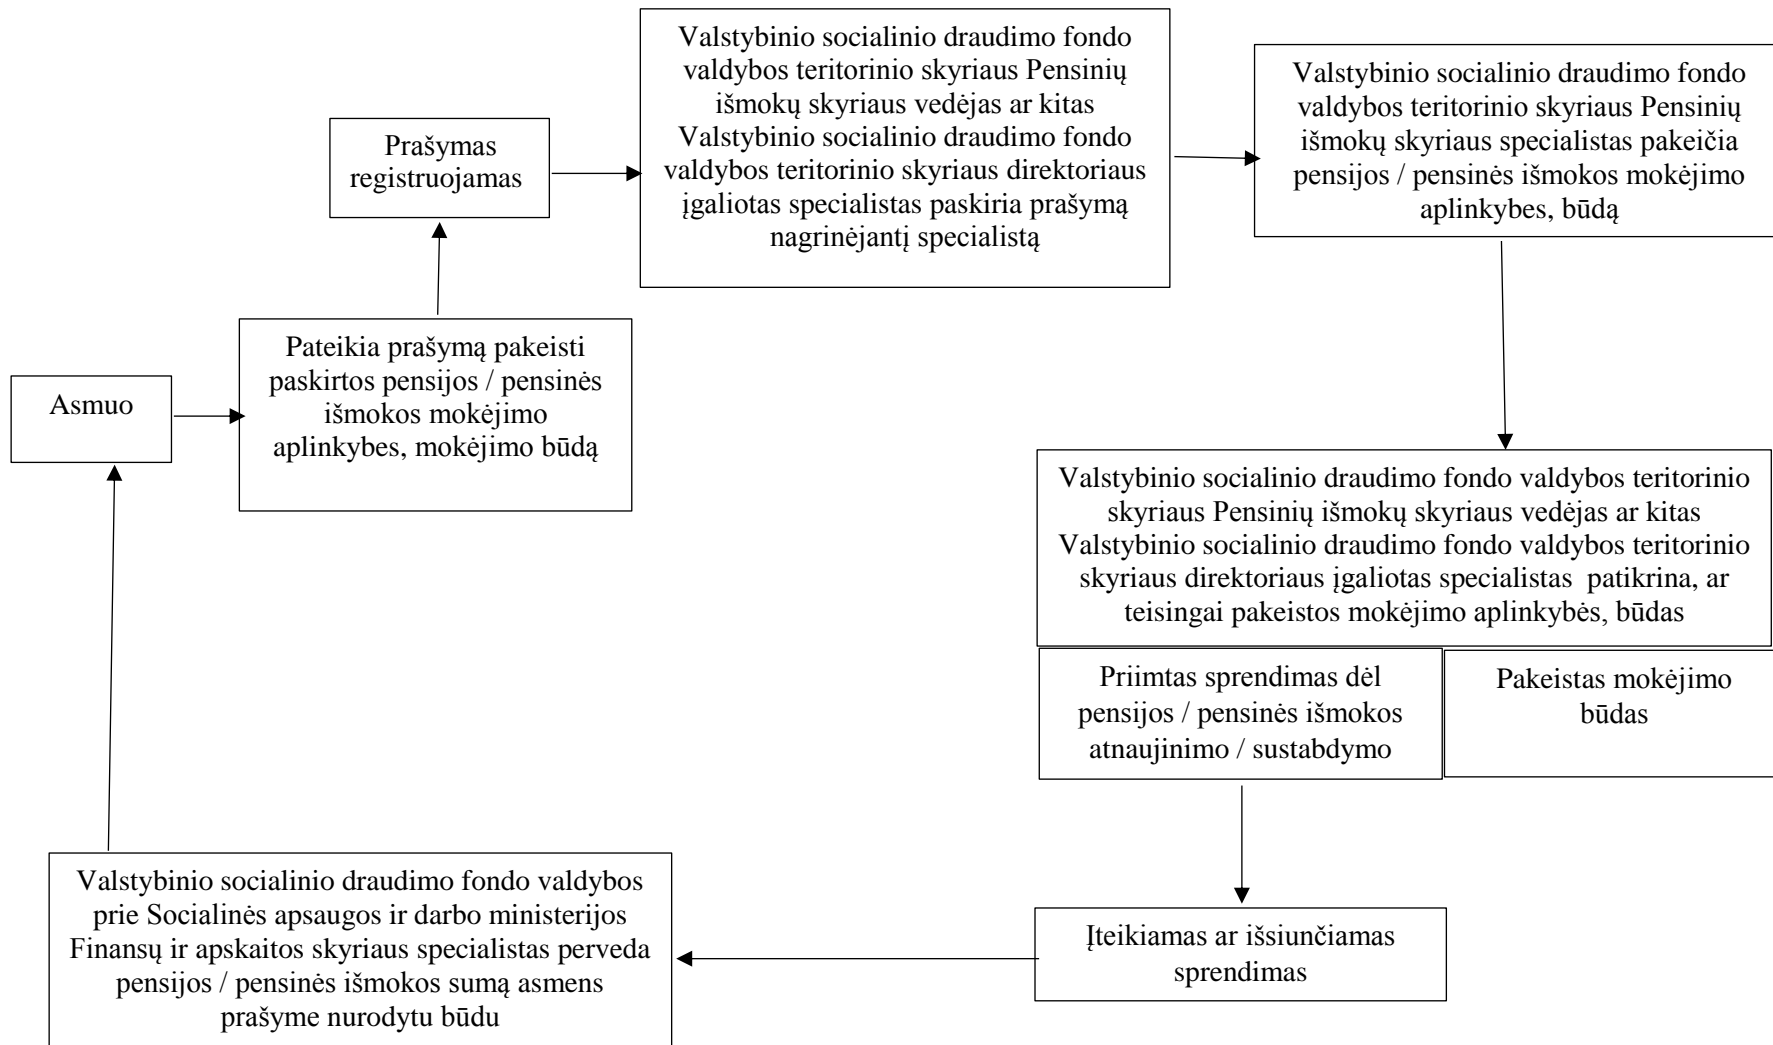 Asmuo
Pateikia prašymą pakeisti
paskirtos pensijos / pensinės
išmokos mokėjimo
aplinkybes, mokėjimo būdą
Prašymas
registruojamas
Valstybinio socialinio draudimo fondo
valdybos teritorinio skyriaus Pensinių
išmokų skyriaus vedėjas ar kitas
Valstybinio socialinio draudimo fondo
valdybos teritorinio skyriaus direktoriaus
įgaliotas specialistas paskiria prašymą
nagrinėjantį specialistą
Valstybinio socialinio draudimo fondo
valdybos teritorinio skyriaus Pensinių
išmokų skyriaus specialistas pakeičia
pensijos / pensinės išmokos mokėjimo
aplinkybes, būdą
Valstybinio socialinio draudimo fondo valdybos teritorinio
skyriaus Pensinių išmokų skyriaus vedėjas ar kitas
Valstybinio socialinio draudimo fondo valdybos teritorinio
skyriaus direktoriaus įgaliotas specialistas patikrina, ar
teisingai pakeistos mokėjimo aplinkybės, būdas
Priimtas sprendimas dėl
pensijos / pensinės išmokos
atnaujinimo / sustabdymo
Pakeistas mokėjimo
būdas
Įteikiamas ar išsiunčiamas
sprendimas
Valstybinio socialinio draudimo fondo valdybos
prie Socialinės apsaugos ir darbo ministerijos
Finansų ir apskaitos skyriaus specialistas perveda
pensijos / pensinės išmokos sumą asmens
prašyme nurodytu būdu